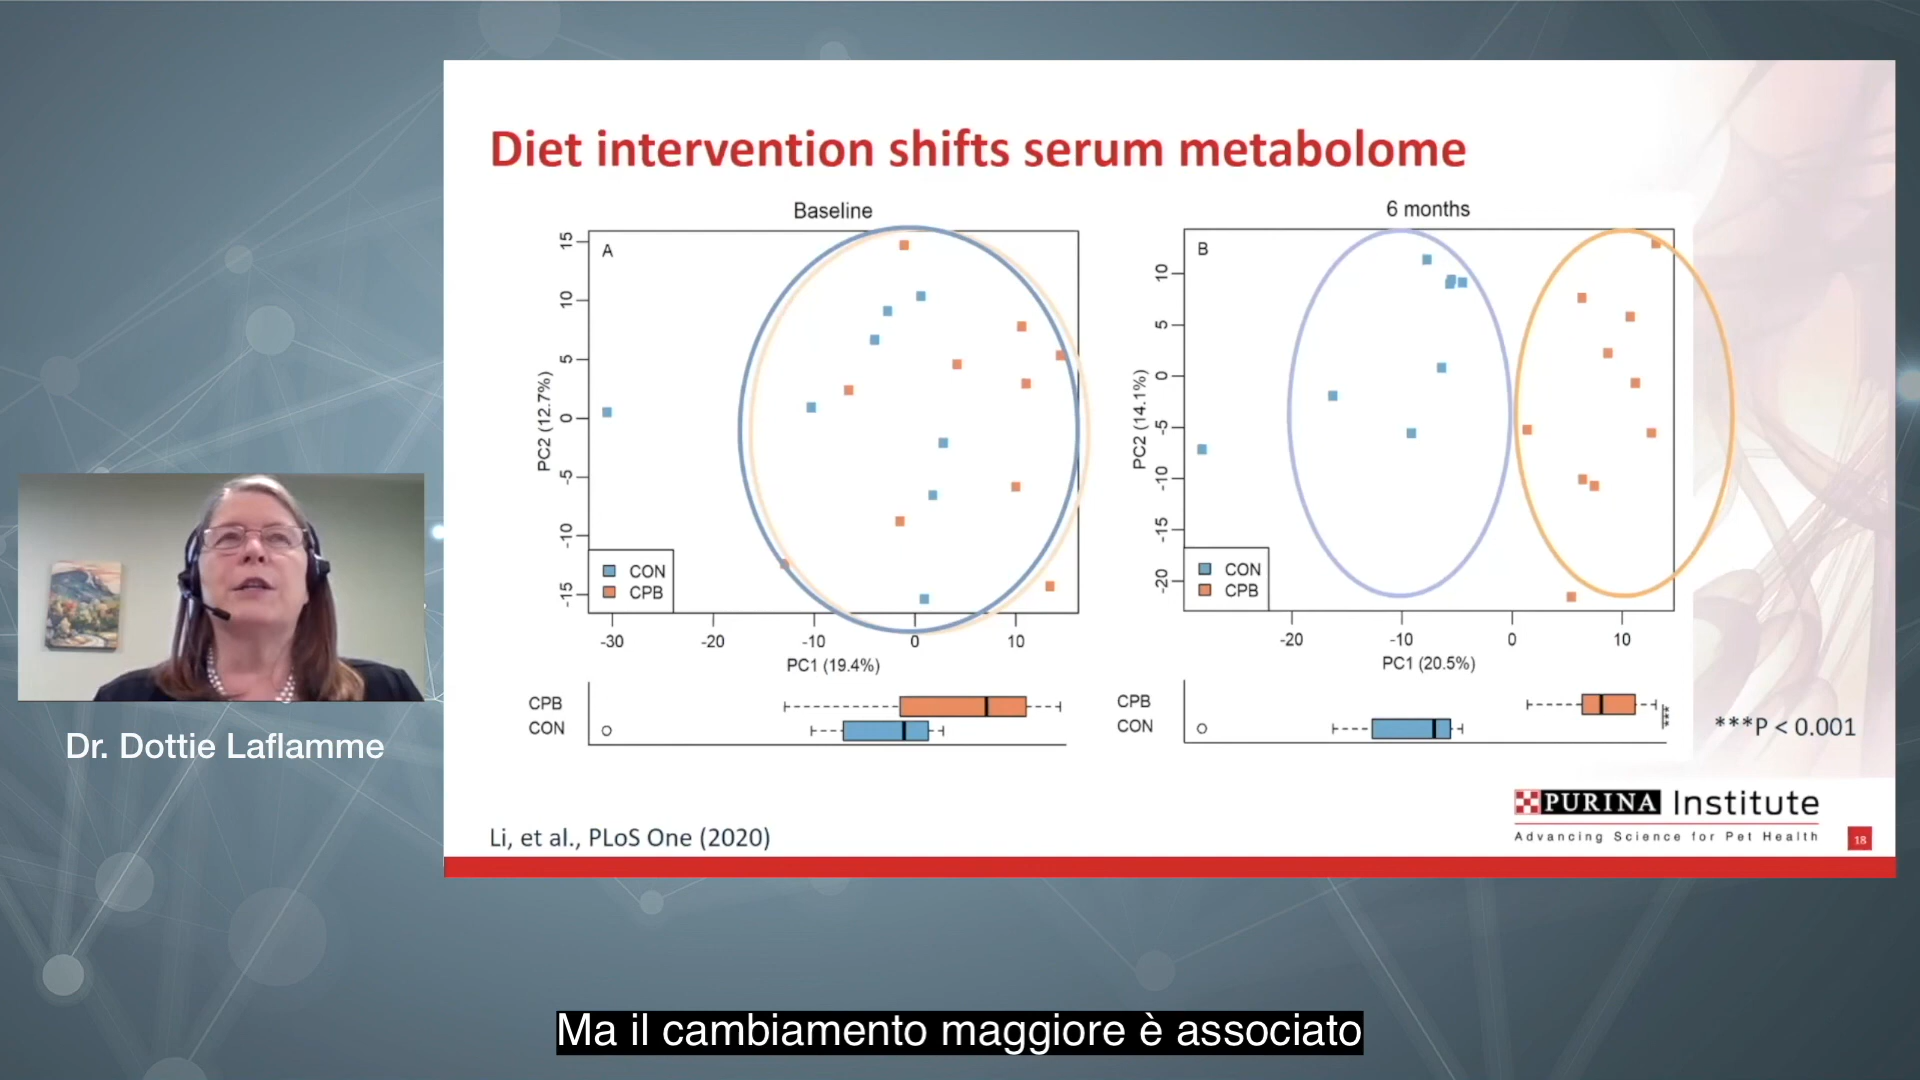 Diet intervention shifts serum metabolome
Baseline
A
PC2 (12.7%)
15
10
5
0
-5
-10
-15
CON
CPB
-30
-20
-10
0
10
PC1 (19.4%)
CPB
CON
6 months
B
PC2 (14.1%)
10
5
0
-5
-10
-15
-20
CON
CPB
-20
-10
0
10
PC1 (20.5%)
CPB
CON
***
***P < 0.001
Li, et al., PLoS One (2020)
PURINA Institute
Advancing Science for Pet Health
18
Dr. Dottie Laflamme
Ma il cambiamento maggiore è associato